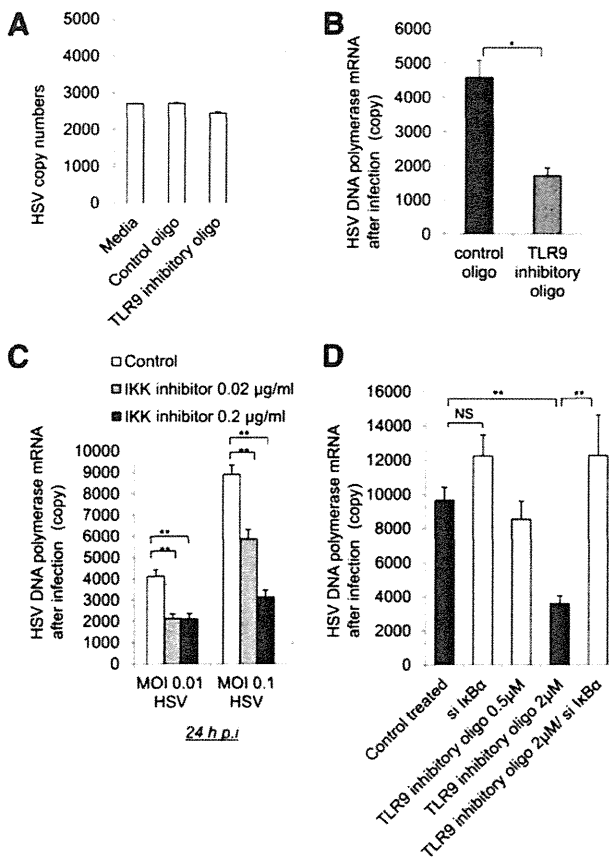 A
HSV copy numbers
5000
4000
3000
2000
1000
0
Media
Control oligo
TLR9 inhibitory oligo
B
HSV DNA polymerase mRNA
after infection (copy)
6000
5000
4000
3000
2000
1000
0
*
control
oligo
TLR9
inhibitory
oligo
C
Control
IKK inhibitor 0.02 µg/ml
IKK inhibitor 0.2 µg/ml
HSV DNA polymerase mRNA
after infection (copy)
10000
9000
8000
7000
6000
5000
4000
3000
2000
1000
0
**
**
**
**
MOI 0.01
HSV
MOI 0.1
HSV
24 h p.i
D
HSV DNA polymerase mRNA
after infection (copy)
16000
14000
12000
10000
8000
6000
4000
2000
0
**
**
NS
Control treated
si IκBα
TLR9 inhibitory oligo 0.5µM
TLR9 inhibitory oligo 2µM
TLR9 inhibitory oligo 2µM/ si IκBα